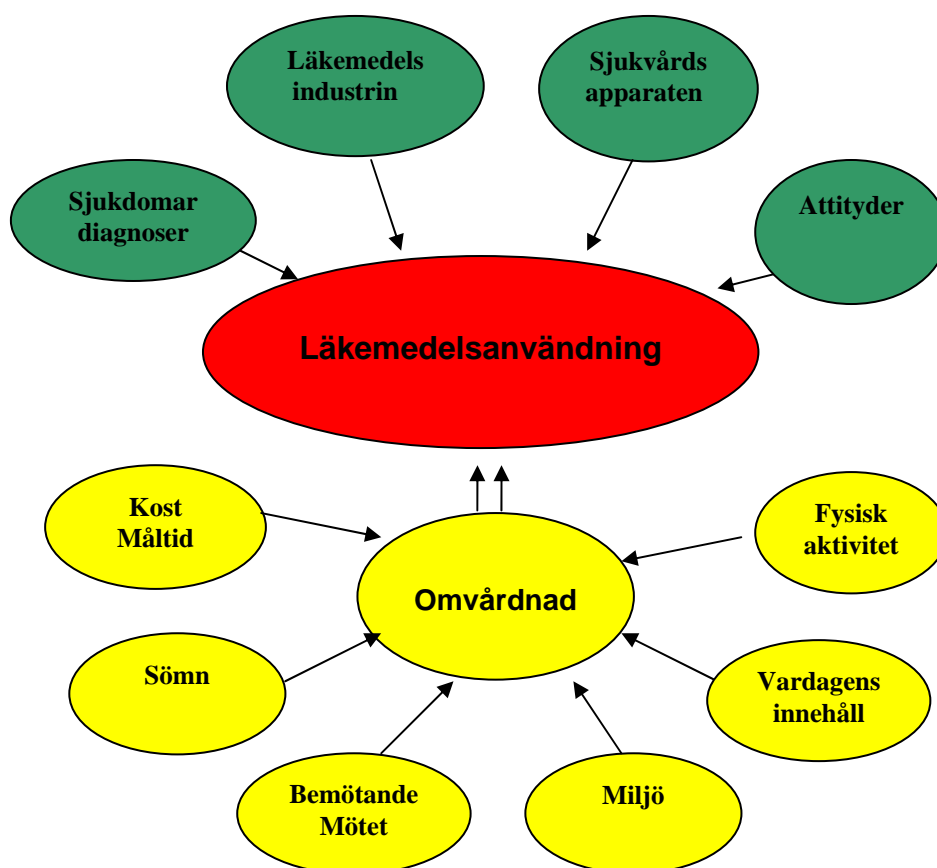 Läkemedels
industrin
Sjukvårds
apparaten
Sjukdomar
diagnoser
Attityder
Läkemedelsanvändning
Kost
Måltid
Fysisk
aktivitet
Omvårdnad
Sömn
Vardagens
innehåll
Bemötande
Mötet
Miljö